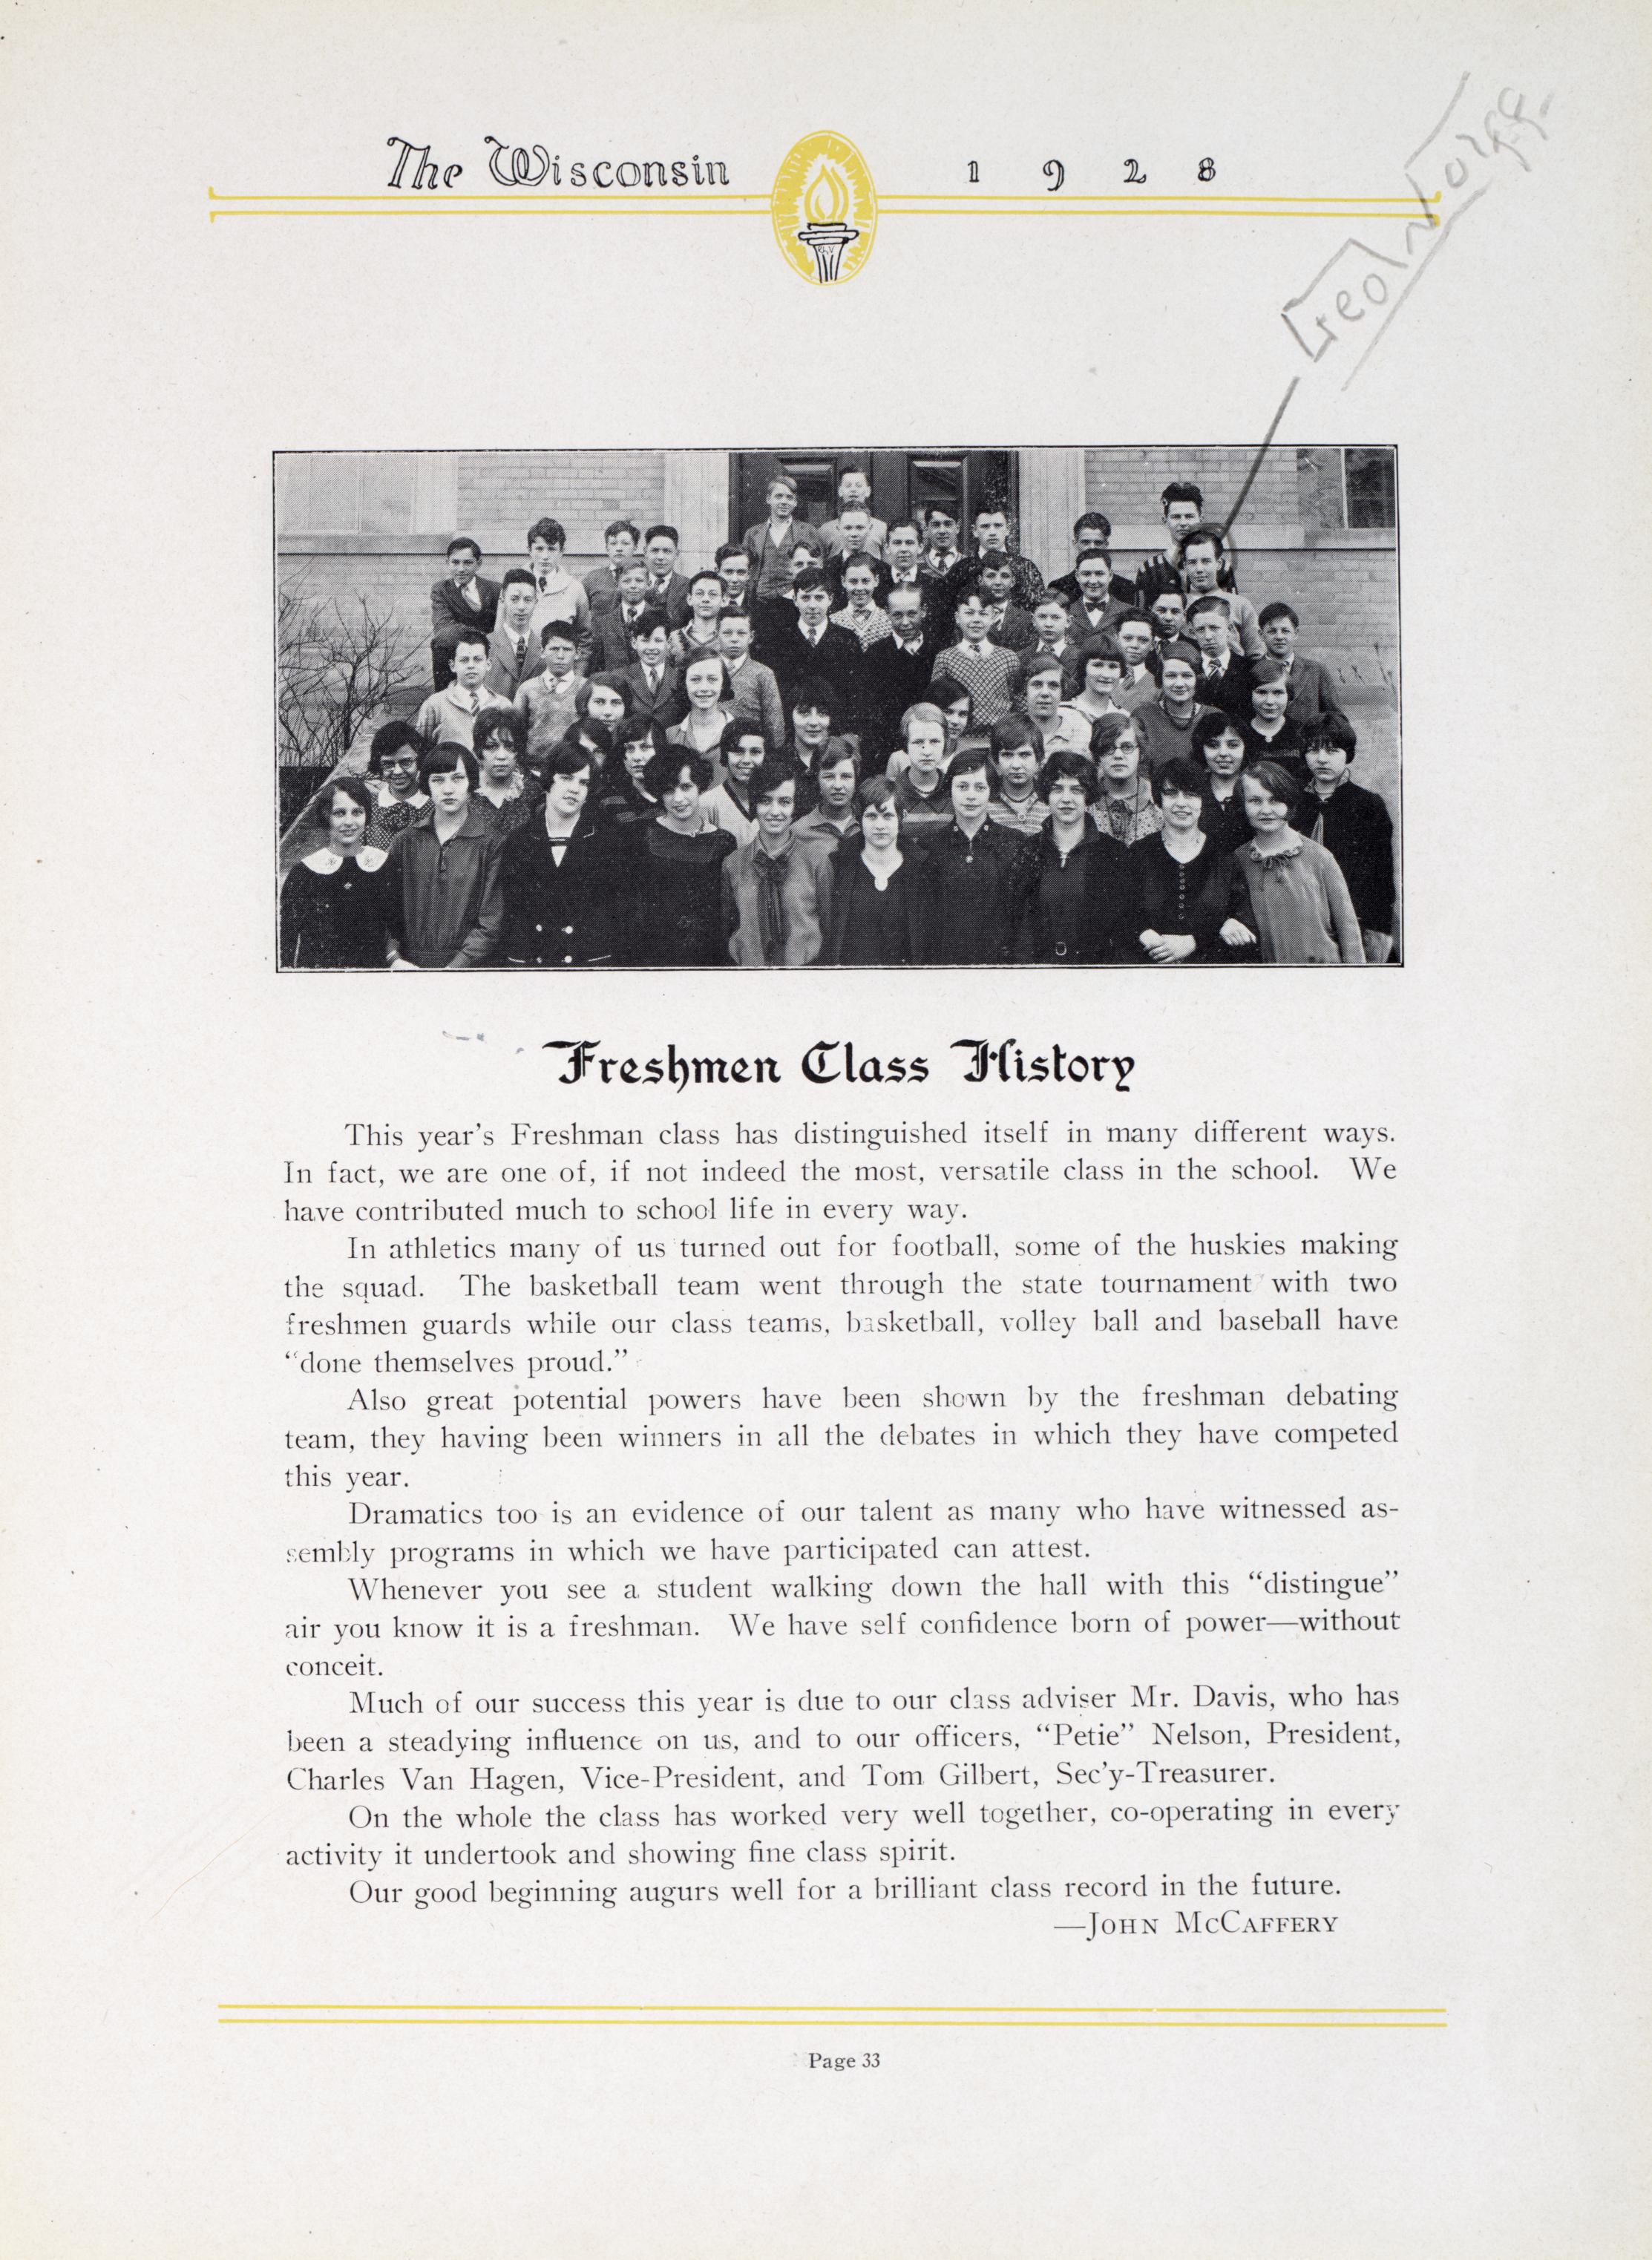 The Wisconsin 1928
Freshmen Class History
This year's Freshman class has distinguished itself in many different ways.
In fact, we are one of, if not indeed the most, versatile class in the school. We
have contributed much to school life in every way.
In athletics many of us turned out for football, some of the huskies making
the squad. The basketball team went through the state tournament with two
freshmen guards while our class teams, basketball, volley ball and baseball have
“done themselves proud.”
Also great potential powers have been shown by the freshman debating
team, they having been winners in all the debates in which they have competed
this year.
Dramatics too is an evidence of our talent as many who have witnessed as-
sembly programs in which we have participated can attest.
Whenever you see a student walking down the hall with this “distingue”
air you know it is a freshman. We have self confidence born of power—without
conceit.
Much of our success this year is due to our class adviser Mr. Davis, who has
been a steadying influence on us, and to our officers, “Petie” Nelson, President,
Charles Van Hagen, Vice-President, and Tom Gilbert, Sec'y-Treasurer.
On the whole the class has worked very well together, co-operating in every
activity it undertook and showing fine class spirit.
Our good beginning augurs well for a brilliant class record in the future.
—John McCaffery
Page 33